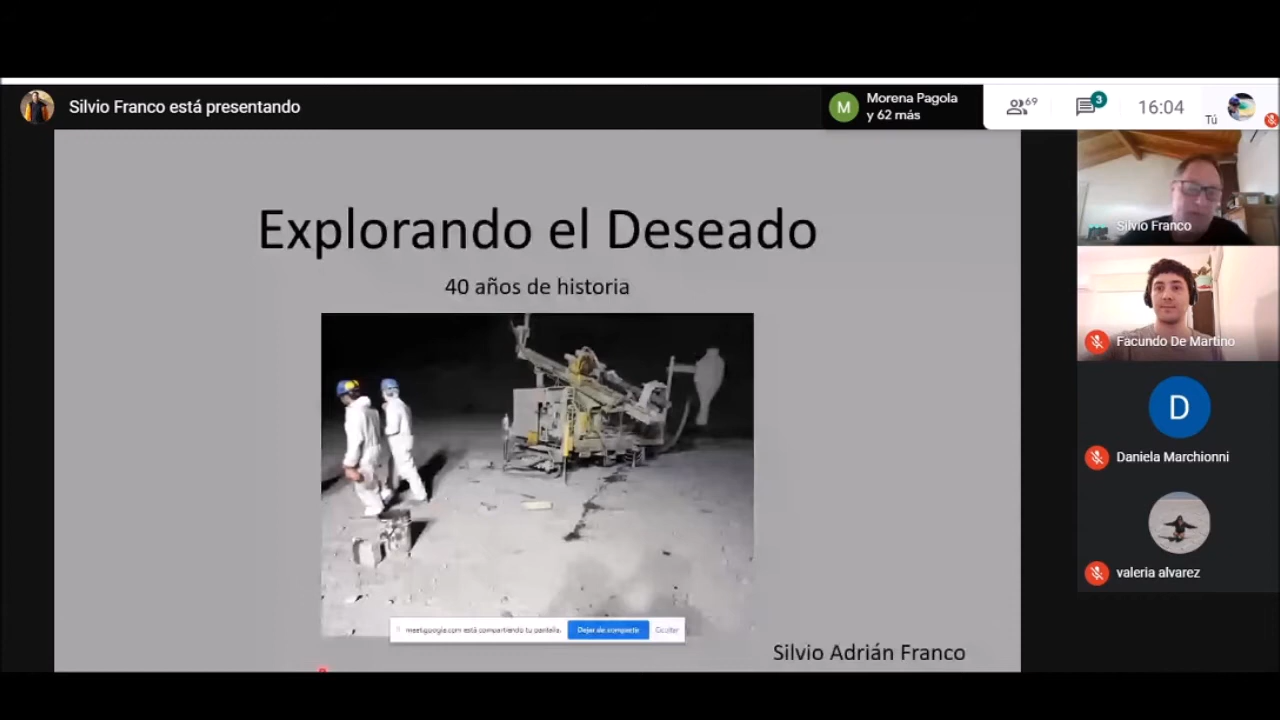 Silvio Franco está presentando
M
Morena Pagola
y 62 más
69
3
16:04
Tú
Explorando el Deseado
40 años de historia
meet.google.com está compartiendo tu pantalla.
Dejar de compartir
Ocultar
Silvio Adrián Franco
Silvio Franco
Facundo De Martino
D
Daniela Marchionni
valeria alvarez